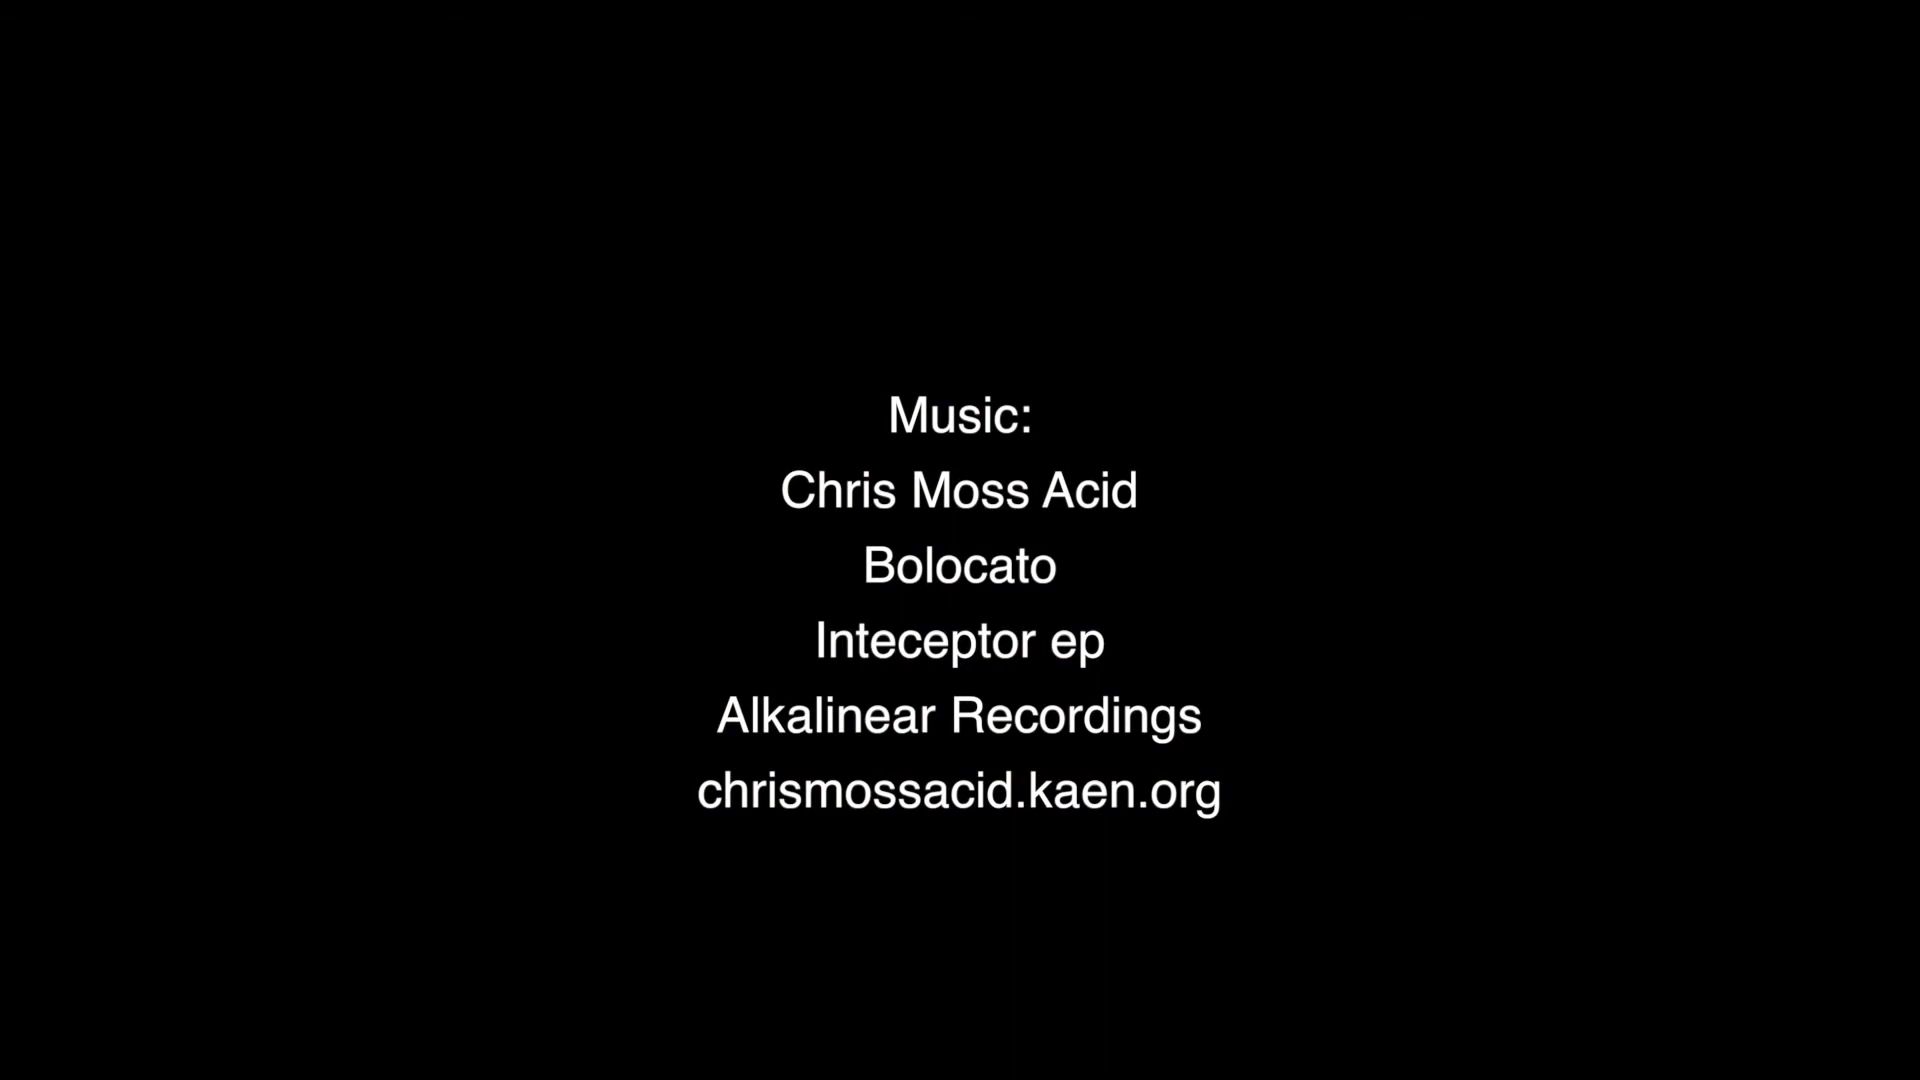 Music:
Chris Moss Acid
Bolocato
Inteceptor ep
Alkalinear Recordings
chrismossacid.kaen.org